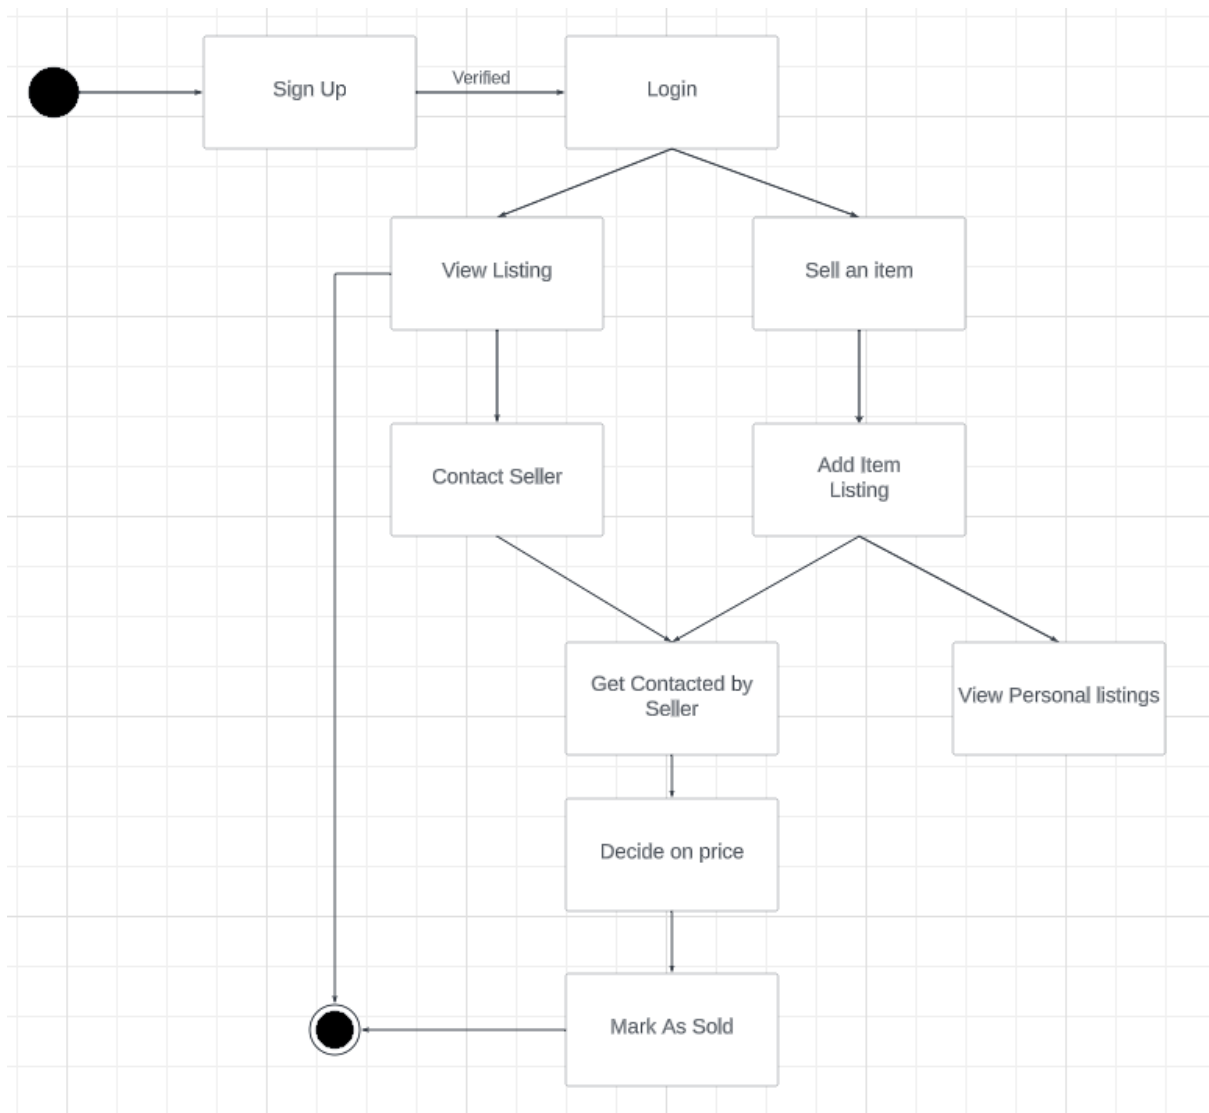 Sign Up
Verified
Login
View Listing
Sell an item
Contact Seller
Add Item
Listing
Get Contacted by
Seller
View Personal listings
Decide on price
Mark As Sold